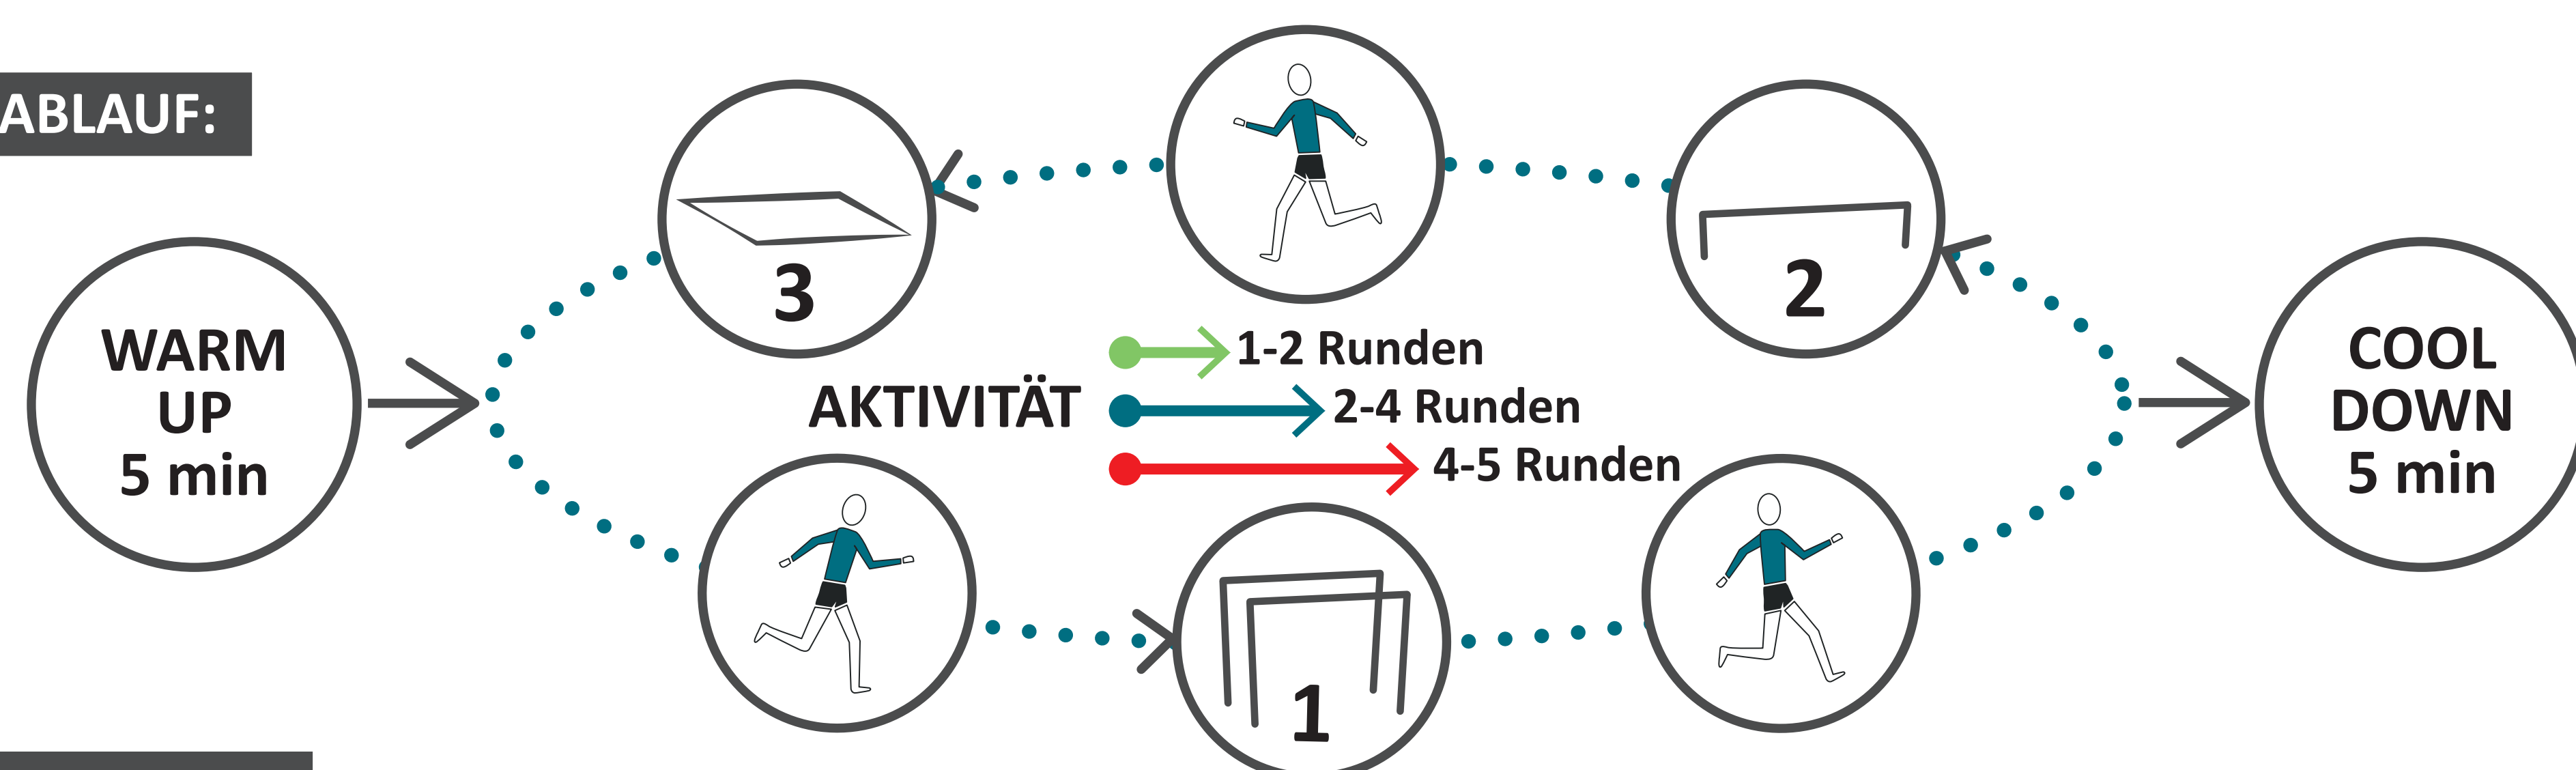 ABLAUF:
WARM
UP
5 min
3
2
AKTIVITÄT
1-2 Runden
2-4 Runden
4-5 Runden
1
COOL
DOWN
5 min